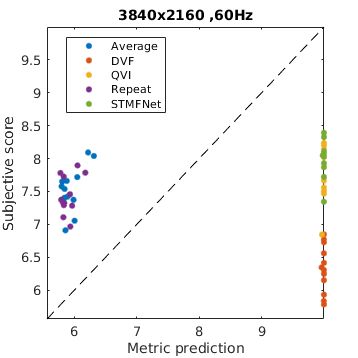 3840x2160 ,60Hz
Average
DVF
QVI
Repeat
STMFNet
9.5
9
8.5
8
7.5
7
6.5
6
Subjective score
6 7 8 9
Metric prediction